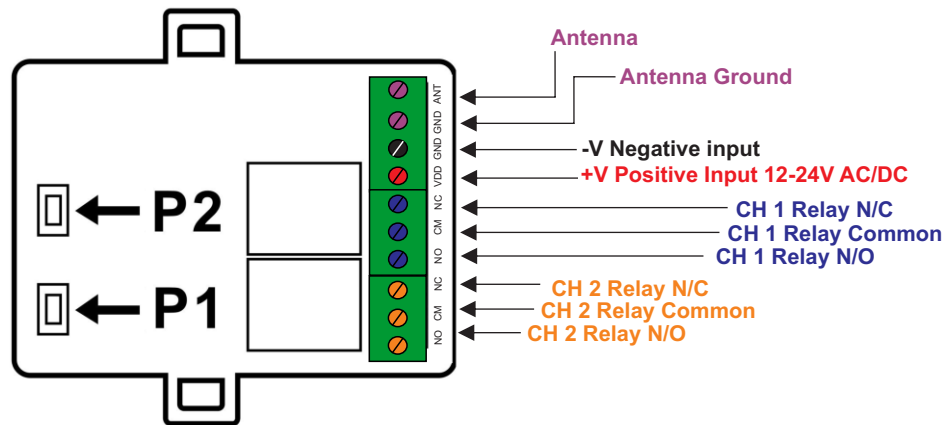 Antenna
Antenna Ground
-V Negative input
+V Positive Input 12-24V AC/DC
CH 1 Relay N/C
CH 1 Relay Common
CH 1 Relay N/O
CH 2 Relay N/C
CH 2 Relay Common
CH 2 Relay N/O
ANT
GND
GND
VDD
NC
CM
NO
NC
CM
NO
P2
P1